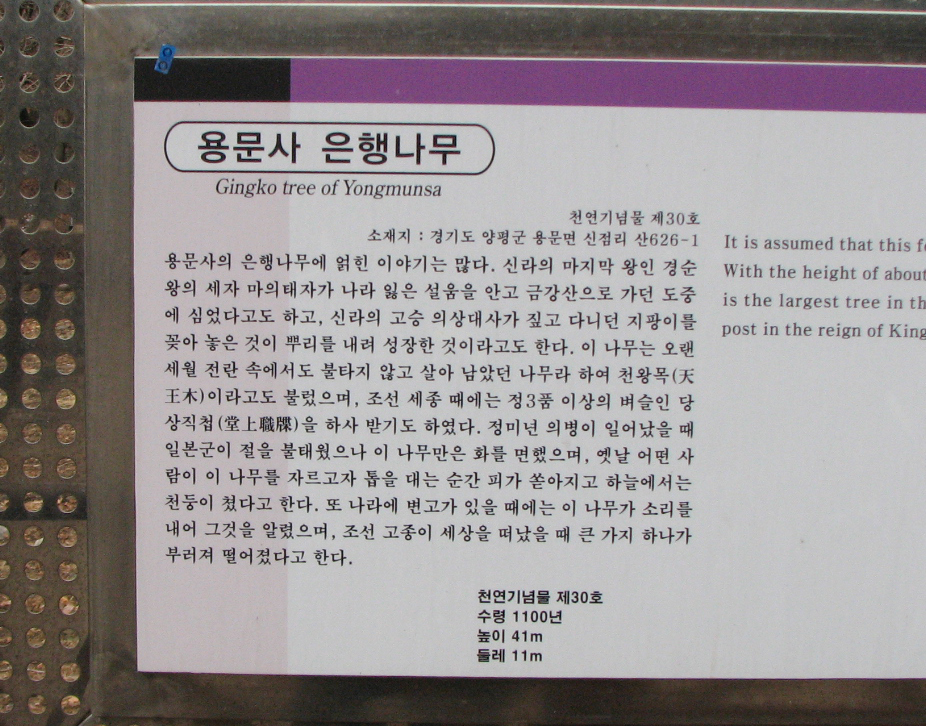 용문사 은행나무
Gingko tree of Yongmunsa
천연기념물 제30호
소재지 : 경기도 양평군 용문면 신점리 산626-1
용문사의 은행나무에 얽힌 이야기는 많다. 신라의 마지막 왕인 경순
왕의 세자 마의태자가 나라 잃은 설움을 안고 금강산으로 가던 도중
에 심었다고도 하고, 신라의 고승 의상대사가 짚고 다니던 지팡이를
꽂아 놓은 것이 뿌리를 내려 성장한 것이라고도 한다. 이 나무는 오랜
세월 전란 속에서도 불타지 않고 살아 남았던 나무라 하여 천왕목(天
王木)이라고도 불렀으며, 조선 세종 때에는 정3품 이상의 벼슬인 당
상직첩(堂上職牒)을 하사 받기도 하였다. 정미년 의병이 일어났을 때
일본군이 절을 불태웠으나 이 나무만은 화를 면했으며, 옛날 어떤 사
람이 이 나무를 자르고자 톱을 대는 순간 피가 쏟아지고 하늘에서는
천둥이 쳤다고 한다. 또 나라에 변고가 있을 때에는 이 나무가 소리를
내어 그것을 알렸으며, 조선 고종이 세상을 떠났을 때 큰 가지 하나가
부러져 떨어졌다고 한다.
천연기념물 제30호
수령 1100년
높이 41m
둘레 11m
It is assumed that this
With the height of about
is the largest tree in
post in the reign of King